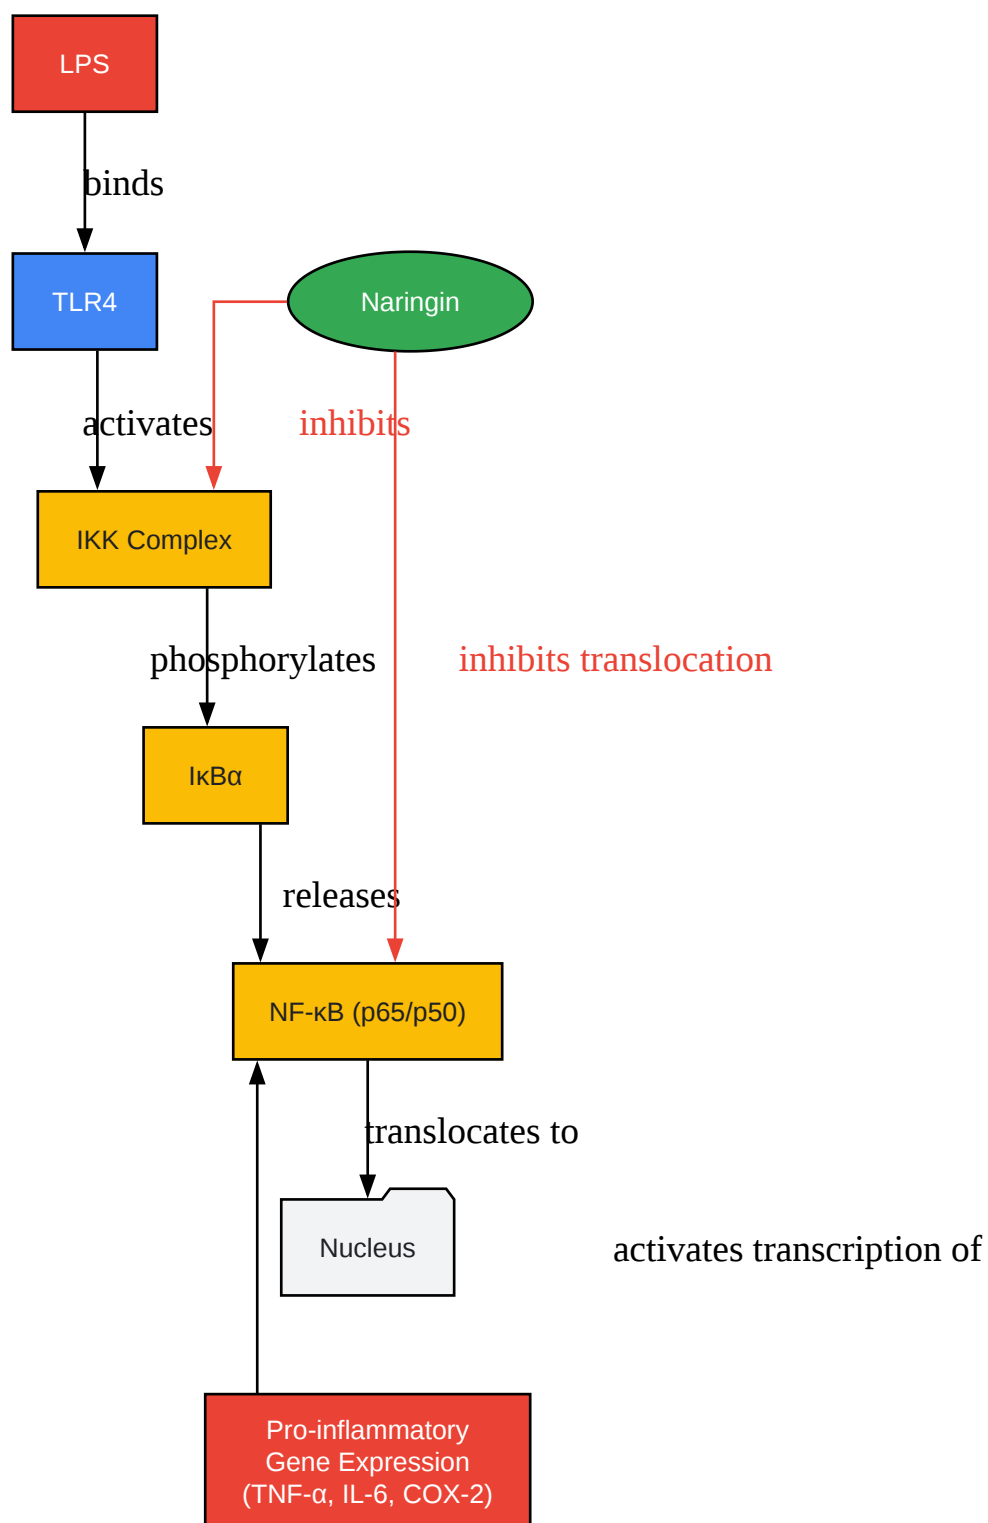 LPS
binds
TLR4
Naringin
activates
inhibits
IKK Complex
phosphorylates
inhibits translocation
IκBα
releases
NF-κB (p65/p50)
translocates to
Nucleus
activates transcription of
Pro-inflammatory
Gene Expression
(TNF-α, IL-6, COX-2)